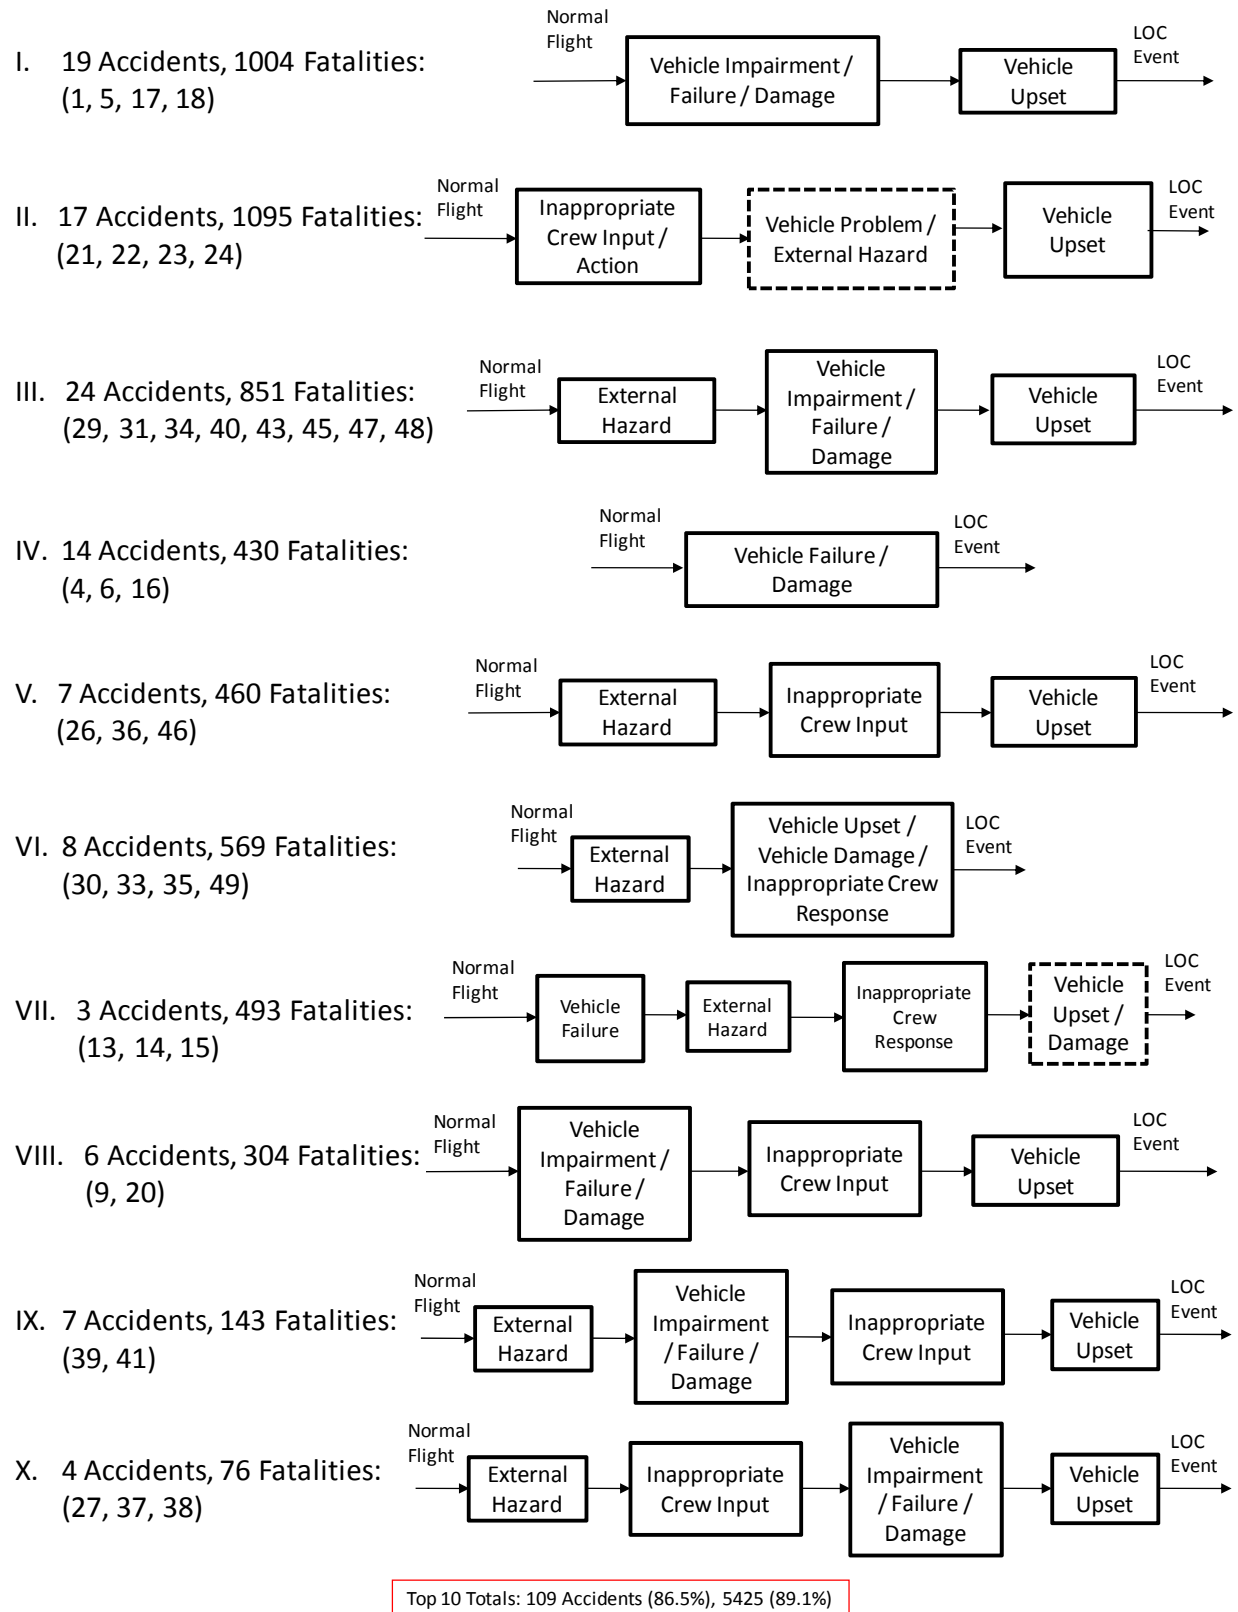 Normal
Flight
LOC
Event
I. 19 Accidents, 1004 Fatalities:
(1, 5, 17, 18)
Vehicle Impairment /
Failure / Damage
Vehicle
Upset
Normal
Flight
LOC
Event
II. 17 Accidents, 1095 Fatalities:
(21, 22, 23, 24)
Inappropriate
Crew Input /
Action
Vehicle Problem /
External Hazard
Vehicle
Upset
Normal
Flight
LOC
Event
III. 24 Accidents, 851 Fatalities:
(29, 31, 34, 40, 43, 45, 47, 48)
External
Hazard
Vehicle
Impairment /
Failure /
Damage
Vehicle
Upset
Normal
Flight
LOC
Event
IV. 14 Accidents, 430 Fatalities:
(4, 6, 16)
Vehicle Failure /
Damage
Normal
Flight
LOC
Event
V. 7 Accidents, 460 Fatalities:
(26, 36, 46)
External
Hazard
Inappropriate
Crew Input
Vehicle
Upset
Normal
Flight
LOC
Event
VI. 8 Accidents, 569 Fatalities:
(30, 33, 35, 49)
External
Hazard
Vehicle Upset /
Vehicle Damage /
Inappropriate Crew
Response
Normal
Flight
LOC
Event
VII. 3 Accidents, 493 Fatalities:
(13, 14, 15)
Vehicle
Failure
External
Hazard
Inappropriate
Crew
Response
Vehicle
Upset /
Damage
Normal
Flight
LOC
Event
VIII. 6 Accidents, 304 Fatalities:
(9, 20)
Vehicle
Impairment /
Failure /
Damage
Inappropriate
Crew Input
Vehicle
Upset
Normal
Flight
LOC
Event
IX. 7 Accidents, 143 Fatalities:
(39, 41)
External
Hazard
Vehicle
Impairment
/ Failure /
Damage
Inappropriate
Crew Input
Vehicle
Upset
Normal
Flight
LOC
Event
X. 4 Accidents, 76 Fatalities:
(27, 37, 38)
External
Hazard
Inappropriate
Crew Input
Vehicle
Impairment
/ Failure /
Damage
Vehicle
Upset
Top 10 Totals: 109 Accidents (86.5%), 5425 (89.1%)